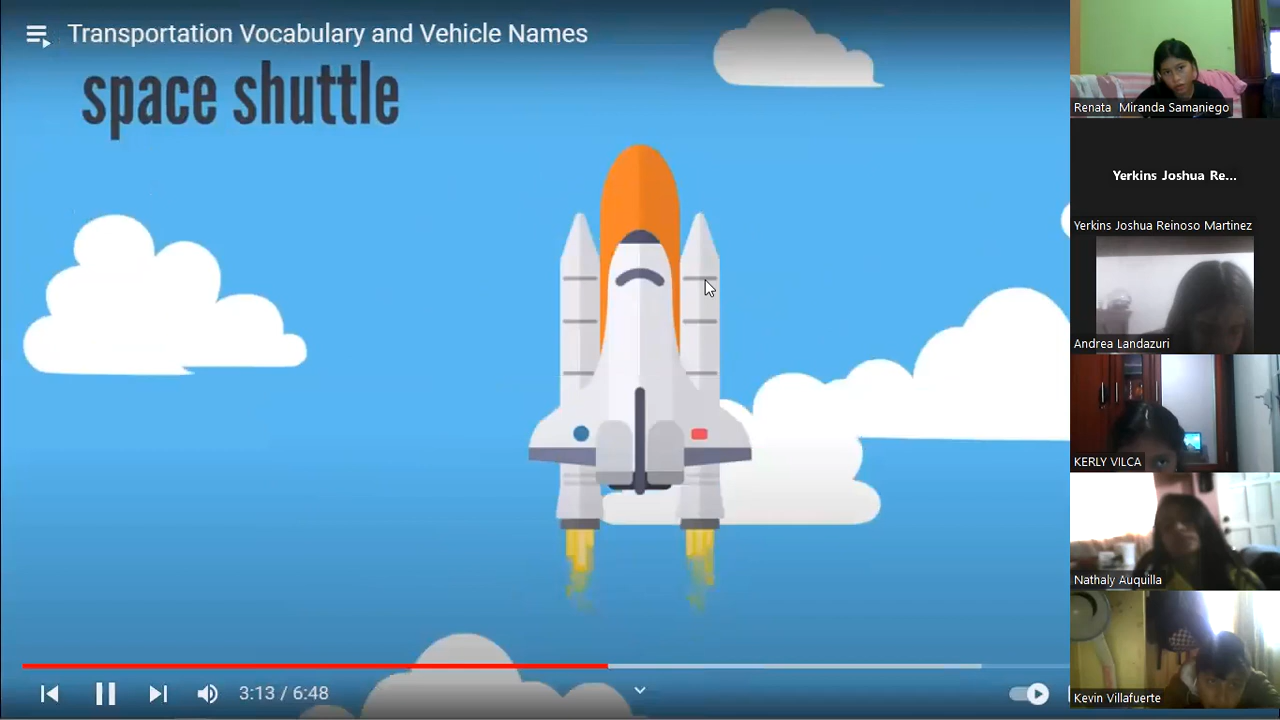 Transportation Vocabulary and Vehicle Names
space shuttle
3:13 / 6:48
Renata Miranda Samaniego
Yerkins Joshua Re...
Yerkins Joshua Reinoso Martinez
Andrea Landazuri
KERLY VILCA
Nathaly Auquilla
Kevin Villafuerte